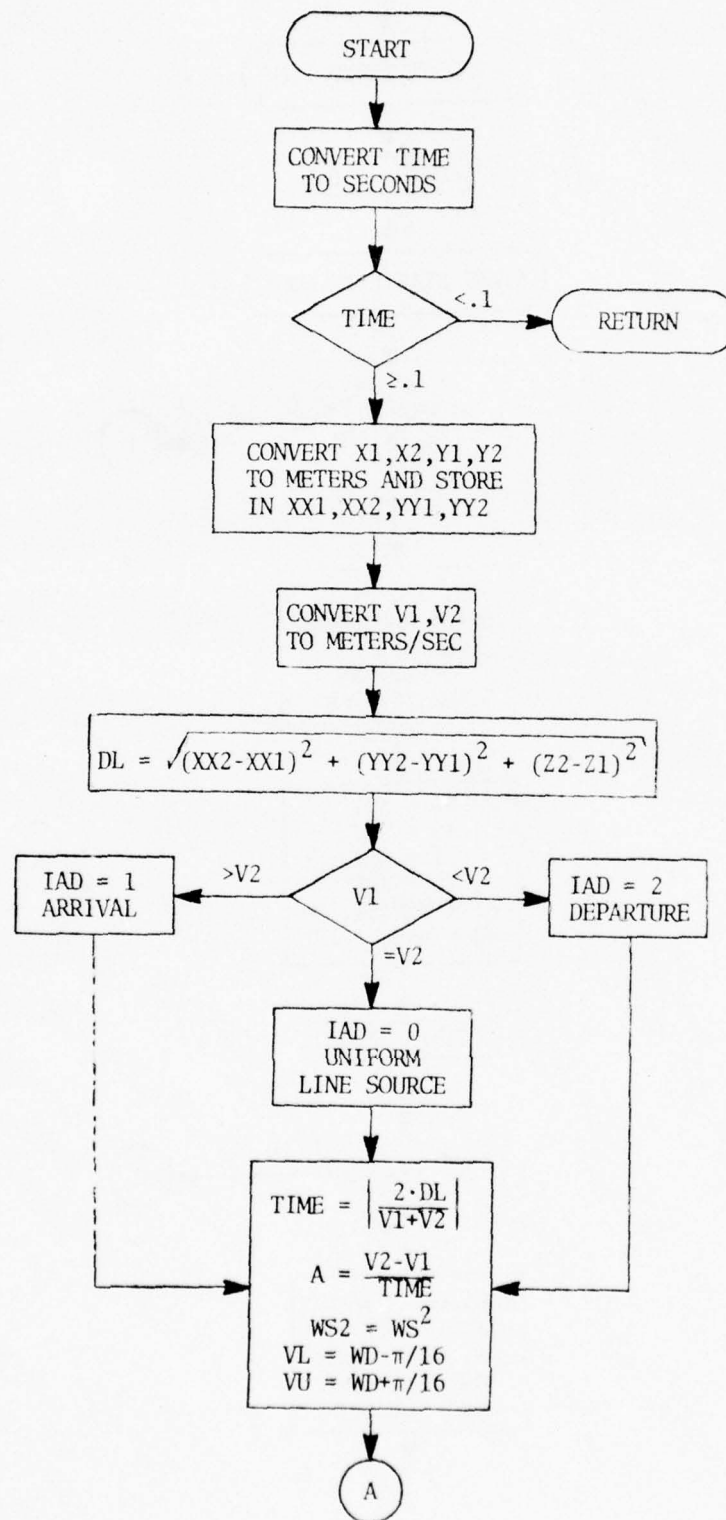 START
CONVERT TIME
TO SECONDS
TIME
<.1
RETURN
≥.1
CONVERT X1,X2,Y1,Y2
TO METERS AND STORE
IN XX1,XX2,YY1,YY2
CONVERT V1,V2
TO METERS/SEC
DL = √(XX2-XX1)² + (YY2-YY1)² + (Z2-Z1)²
IAD = 1
ARRIVAL
>V2
V1
<V2
IAD = 2
DEPARTURE
=V2
IAD = 0
UNIFORM
LINE SOURCE
TIME = |2·DL / V1+V2|
A = V2-V1 / TIME
WS2 = WS²
VL = WD-π/16
VU = WD+π/16
A